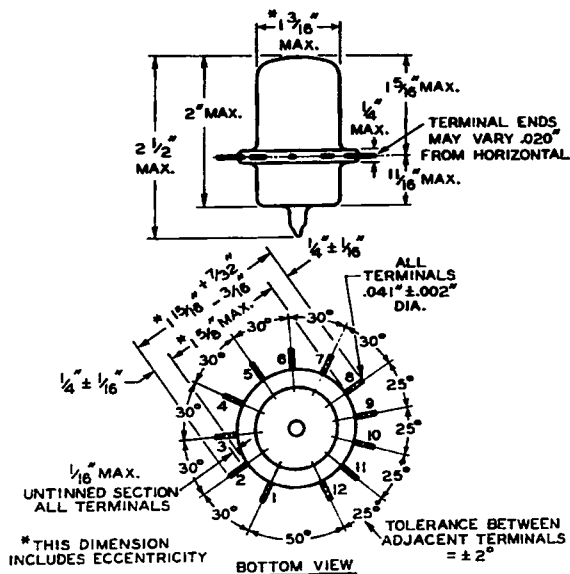 * 1 3/16"
MAX.
2" MAX.
2 1/2"
MAX.
1 5/16" MAX.
1/4"
MAX.
TERMINAL ENDS
MAY VARY .020"
FROM HORIZONTAL
11/16" MAX.
1/4" ± 1/16"
* 1 15/16" + 7/32"
- 3/16"
* 1 5/8" MAX.
ALL
TERMINALS
.041" ±.002"
DIA.
1/4" ± 1/16"
30°
30°
30°
30°
30°
30°
30°
25°
25°
25°
25°
50°
1
2
3
4
5
6
7
8
9
10
11
12
1/16" MAX.
UNTINNED SECTION
ALL TERMINALS
* THIS DIMENSION
INCLUDES ECCENTRICITY
BOTTOM VIEW
TOLERANCE BETWEEN
ADJACENT TERMINALS
= ± 2°